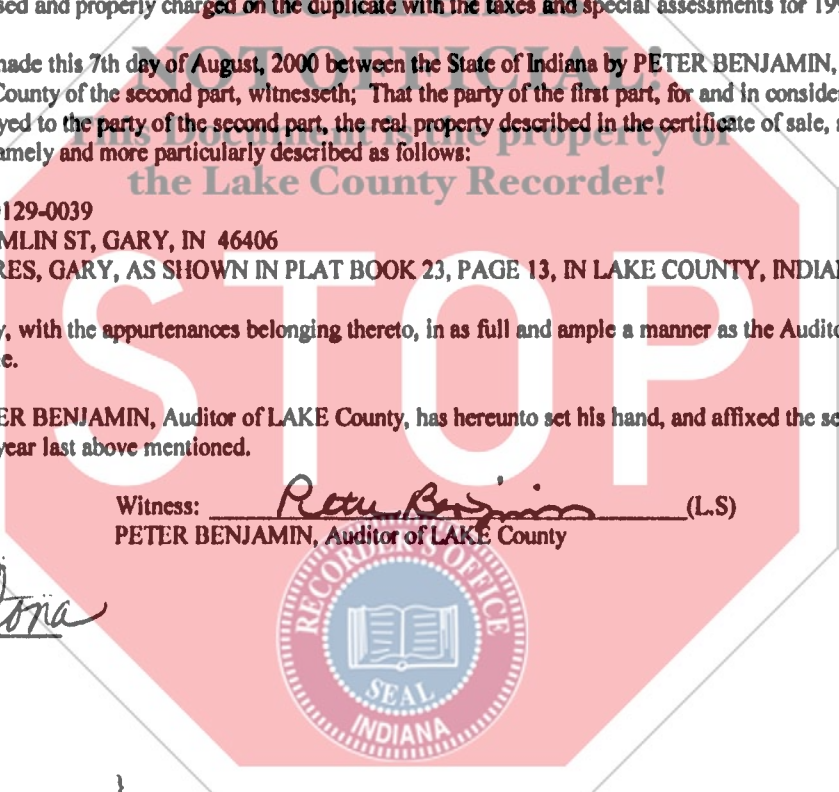 sed and properly charged on the duplicate with the taxes and special assessments for 19
NOT OFFICIAL!
made this 7th day of August, 2000 between the State of Indiana by PETER BENJAMIN,
County of the second part, witnesseth; That the party of the first part, for and in conside
yed to the party of the second part, the real property described in the certificate of sale,
This Document is the property of
amely and more particularly described as follows:
the Lake County Recorder!
129-0039
MLIN ST, GARY, IN 46406
RES, GARY, AS SHOWN IN PLAT BOOK 23, PAGE 13, IN LAKE COUNTY, INDIA
STOP
y, with the appurtenances belonging thereto, in as full and ample a manner as the Audito
e.
ER BENJAMIN, Auditor of LAKE County, has hereunto set his hand, and affixed the se
year last above mentioned.
Witness: Peter Benjamin (L.S)
PETER BENJAMIN, Auditor of LAKE County
RECORDER'S OFFICE
SEAL
INDIANA
}